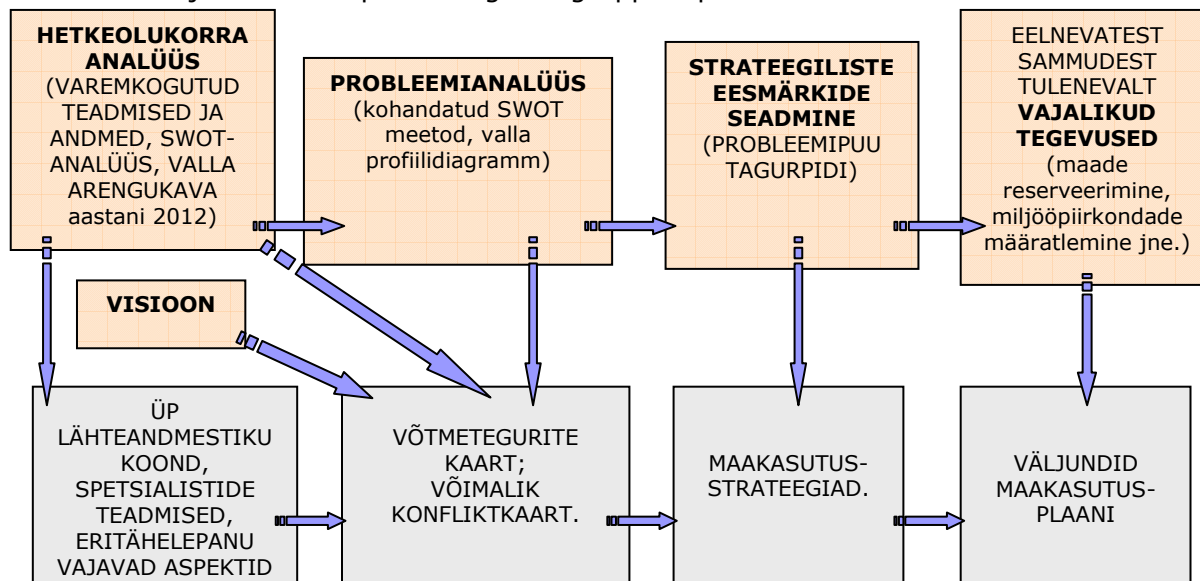 HETKEOLUKORRA
ANALÜÜS
(VAREMKOGUTUD
TEADMISED JA
ANDMED, SWOT-
ANALÜÜS, VALLA
ARENGUKAVA
aastani 2012)
PROBLEEMIANALÜÜS
(kohandatud SWOT
meetod, valla
profiilidiagramm)
STRATEEGILISTE
EESMÄRKIDE
SEADMINE
(PROBLEEMIPUU
TAGURPIDI)
EELNEVATEST
SAMMUDEST
TULENEVALT
VAJALIKUD
TEGEVUSED
(maade
reserveerimine,
miljööpiirkondade
määratlemine jne.)
VISIOON
ÜP
LÄHTEANDMESTIKU
KOOND,
SPETSIALISTIDE
TEADMISED,
ERITÄHELEPANU
VAJAVAD ASPEKTID
VÕTMETEGURITE
KAART;
VÕIMALIK
KONFLIKTKAART.
MAAKASUTUS-
STRATEEGIAD.
VÄLJUNDID
MAAKASUTUS-
PLAANI